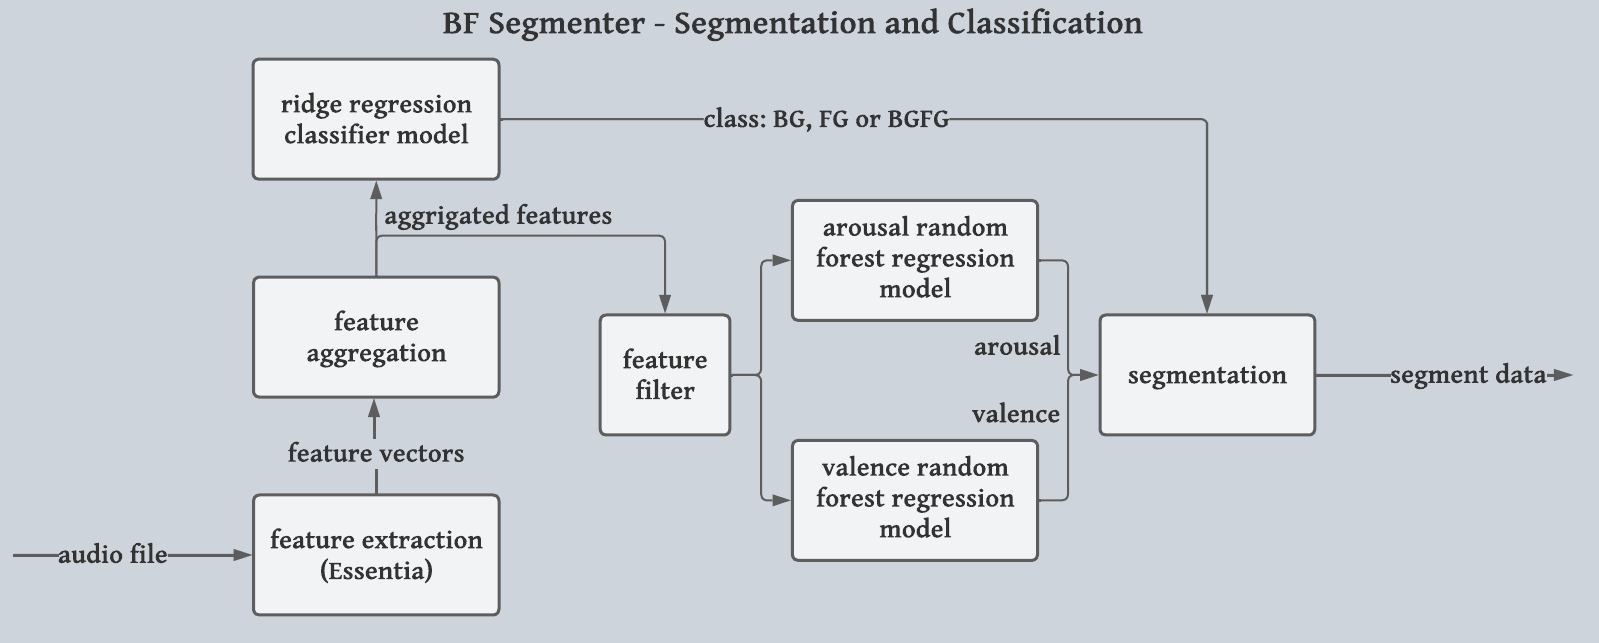 BF Segmenter - Segmentation and Classification
ridge regression
classifier model
class: BG, FG or BGFG
aggrigated features
arousal random
forest regression
model
feature
aggregation
feature
filter
arousal
segmentation
segment data
valence
feature vectors
valence random
forest regression
model
audio file
feature extraction
(Essentia)